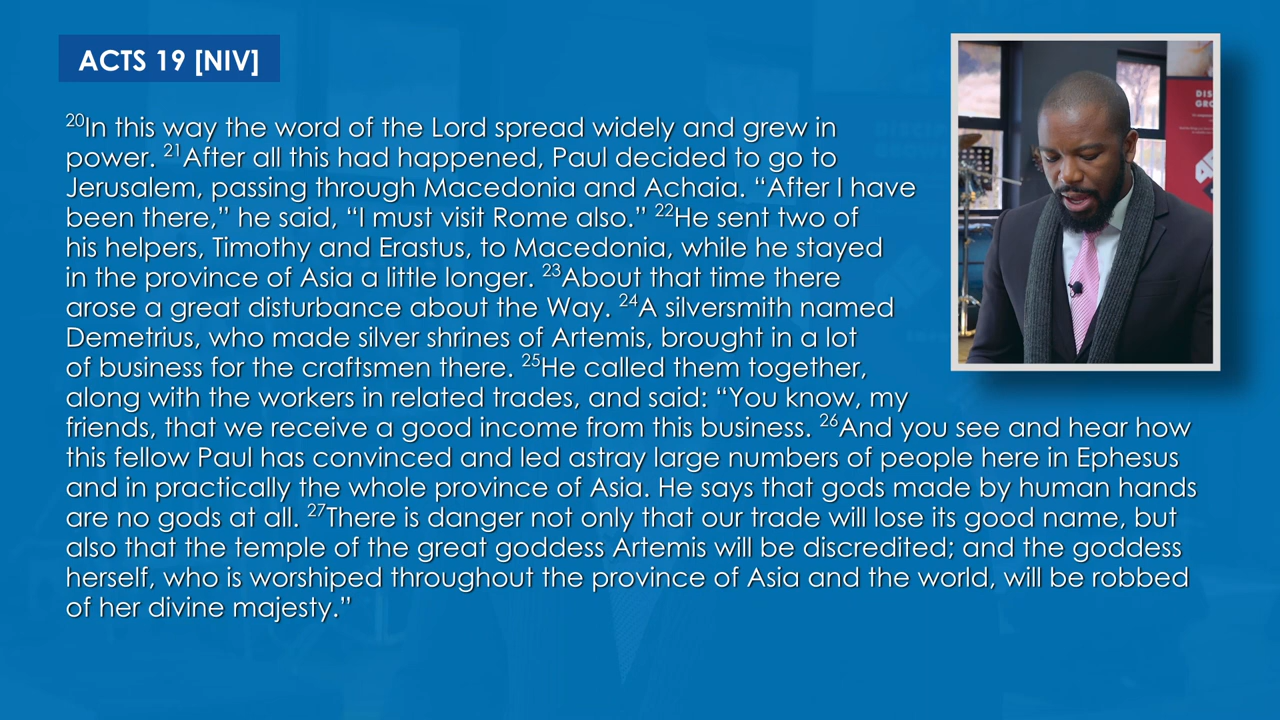 ACTS 19 [NIV]
20In this way the word of the Lord spread widely and grew in
power. 21After all this had happened, Paul decided to go to
Jerusalem, passing through Macedonia and Achaia. “After I have
been there,” he said, “I must visit Rome also.” 22He sent two of
his helpers, Timothy and Erastus, to Macedonia, while he stayed
in the province of Asia a little longer. 23About that time there
arose a great disturbance about the Way. 24A silversmith named
Demetrius, who made silver shrines of Artemis, brought in a lot
of business for the craftsmen there. 25He called them together,
along with the workers in related trades, and said: “You know, my
friends, that we receive a good income from this business. 26And you see and hear how
this fellow Paul has convinced and led astray large numbers of people here in Ephesus
and in practically the whole province of Asia. He says that gods made by human hands
are no gods at all. 27There is danger not only that our trade will lose its good name, but
also that the temple of the great goddess Artemis will be discredited; and the goddess
herself, who is worshiped throughout the province of Asia and the world, will be robbed
of her divine majesty.”